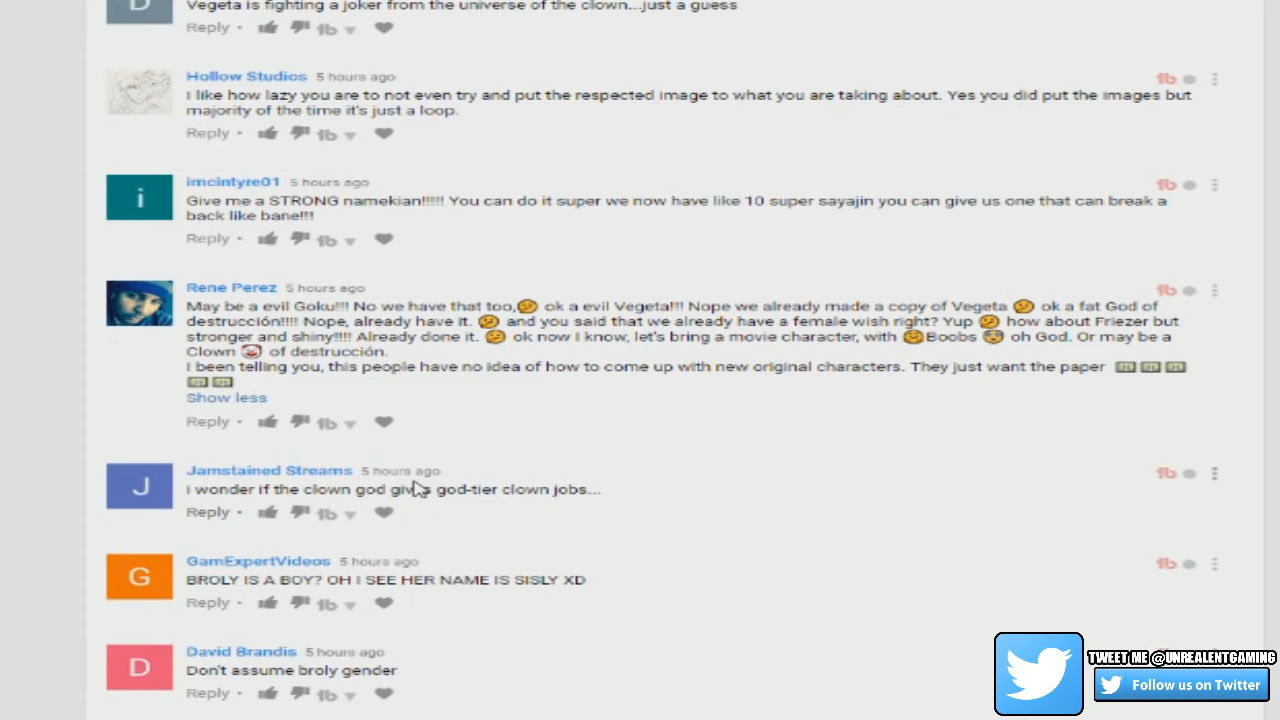 D
Vegeta is fighting a joker from the universe of the clown...just a guess
Reply •
Hollow Studios 5 hours ago
I like how lazy you are to not even try and put the respected image to what you are taking about. Yes you did put the images but
majority of the time it's just a loop.
Reply •
i
imcintyre01 5 hours ago
Give me a STRONG namekian!!!!!! You can do it super we now have like 10 super sayajin you can give us one that can break a
back like bane!!!
Reply •
Rene Perez 5 hours ago
May be a evil Goku!!! No we have that too,🤔 ok a evil Vegeta!!! Nope we already made a copy of Vegeta 🤔 ok a fat God of
destrucción!!!! Nope, already have it. 🤔 and you said that we already have a female wish right? Yup 🤔 how about Friezer but
stronger and shiny!!!! Already done it. 🤔 ok now I know, let's bring a movie character, with Boobs oh God. Or may be a
Clown 🤡 of destrucción.
I been telling you, this people have no idea of how to come up with new original characters. They just want the paper 💵💵💵
💵💵
Show less
Reply •
J
Jamstained Streams 5 hours ago
i wonder if the clown god gives god-tier clown jobs...
Reply •
G
GamExpertVideos 5 hours ago
BROLY IS A BOY? OH I SEE HER NAME IS SISLY XD
Reply •
D
David Brandis 5 hours ago
Don't assume broly gender
Reply •
TWEET ME @UNREALENTGAMING
Follow us on Twitter